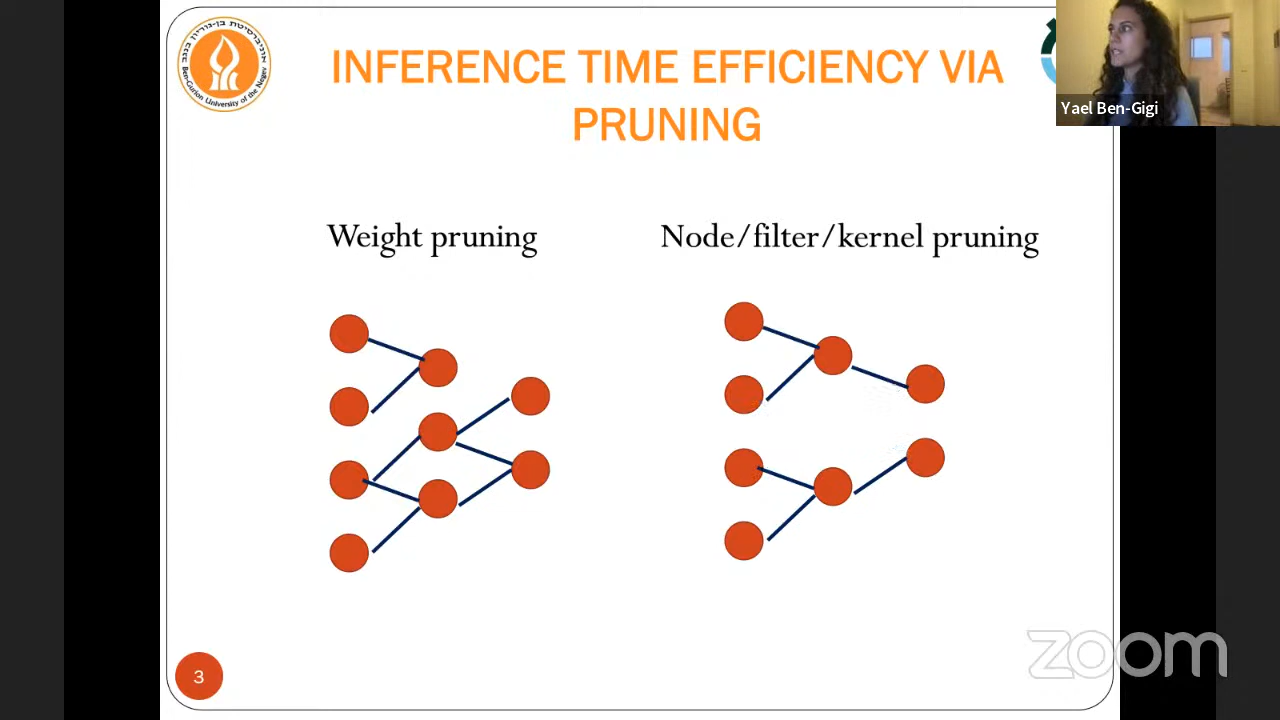 אוניברסיטת בן-גוריון בנגב
Ben-Gurion University of the Negev
INFERENCE TIME EFFICIENCY VIA
PRUNING
Yael Ben-Gigi
Weight pruning
Node/filter/kernel pruning
3
zoom